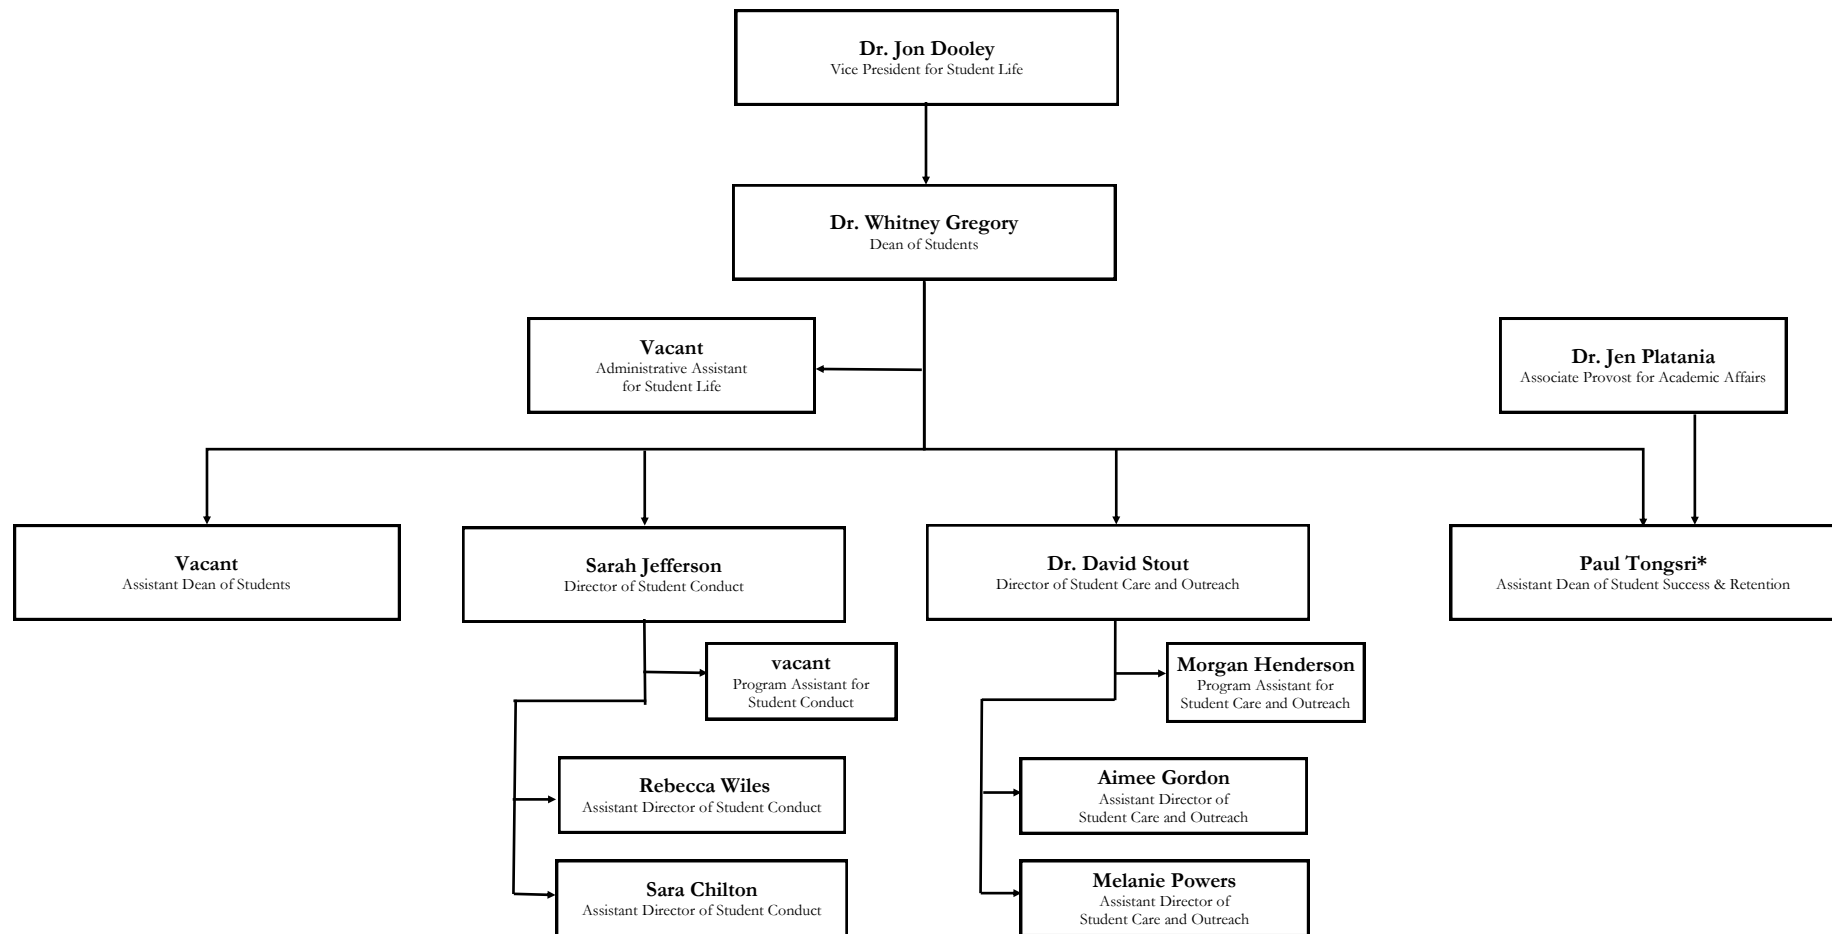 Dr. Jon Dooley
Vice President for Student Life
Dr. Whitney Gregory
Dean of Students
Vacant
Administrative Assistant
for Student Life
Dr. Jen Platania
Associate Provost for Academic Affairs
Vacant
Assistant Dean of Students
Sarah Jefferson
Director of Student Conduct
Dr. David Stout
Director of Student Care and Outreach
Paul Tongsri*
Assistant Dean of Student Success & Retention
vacant
Program Assistant for
Student Conduct
Morgan Henderson
Program Assistant for
Student Care and Outreach
Rebecca Wiles
Assistant Director of Student Conduct
Aimee Gordon
Assistant Director of
Student Care and Outreach
Sara Chilton
Assistant Director of Student Conduct
Melanie Powers
Assistant Director of
Student Care and Outreach